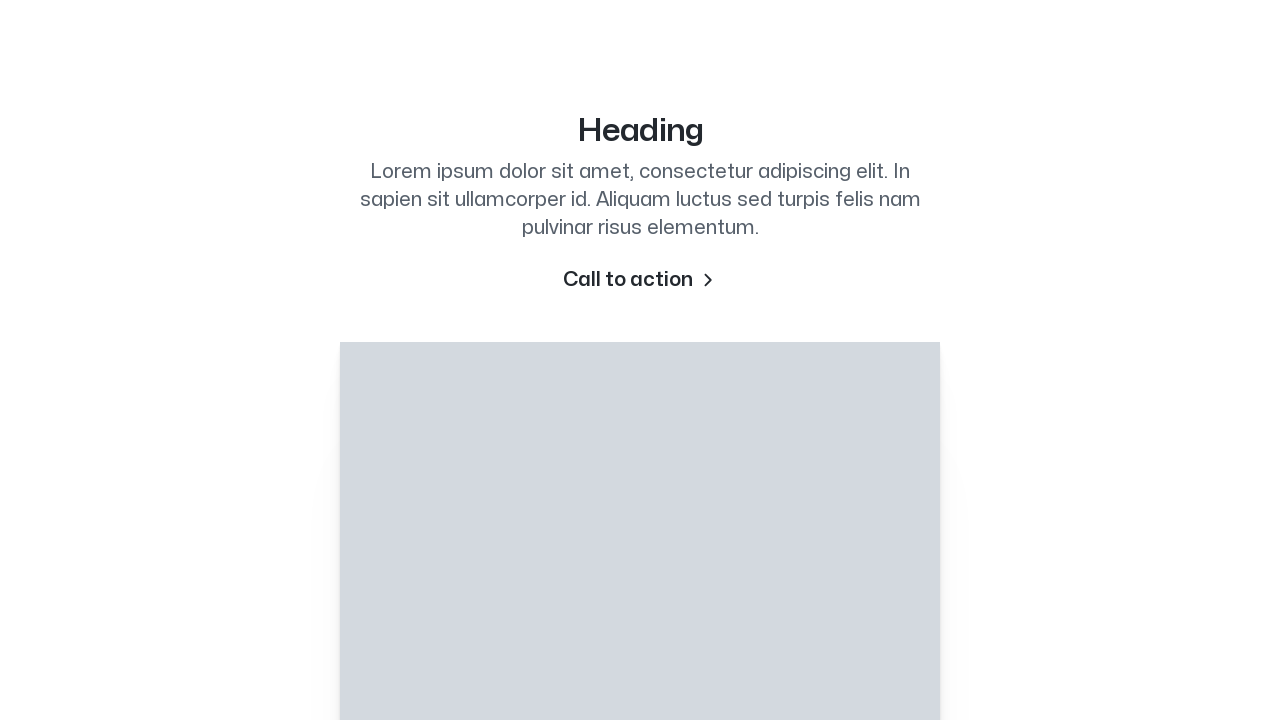 Heading
Lorem ipsum dolor sit amet, consectetur adipiscing elit. In
sapien sit ullamcorper id. Aliquam luctus sed turpis felis nam
pulvinar risus elementum.
Call to action